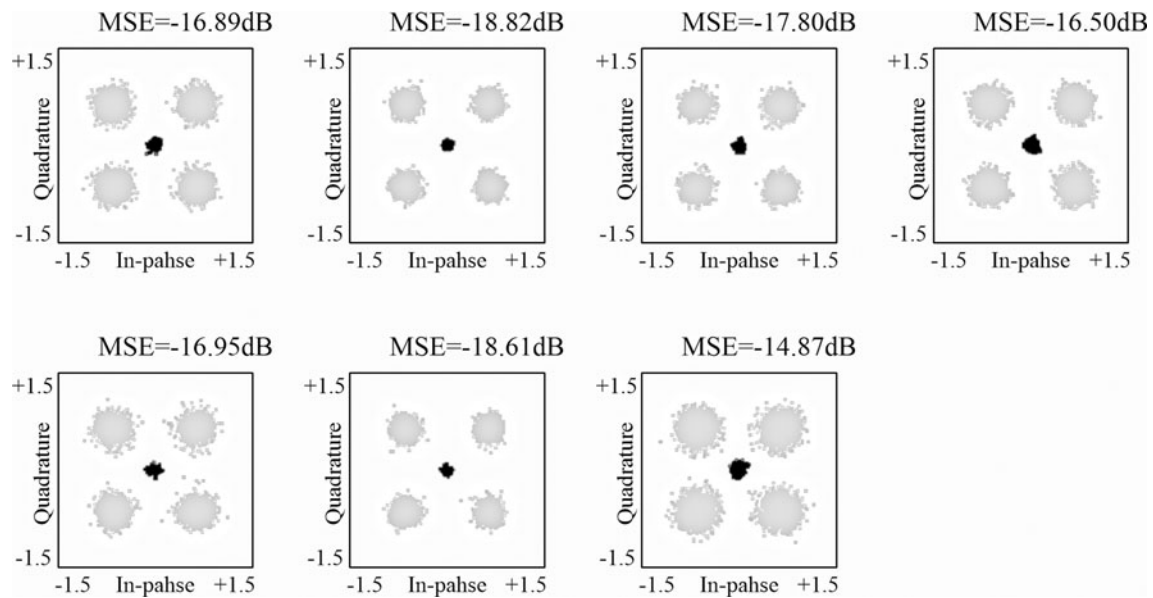 MSE=-16.89dB
MSE=-18.82dB
MSE=-17.80dB
MSE=-16.50dB
+1.5
Quadrature
-1.5
-1.5 In-pahse +1.5
+1.5
Quadrature
-1.5
-1.5 In-pahse +1.5
+1.5
Quadrature
-1.5
-1.5 In-pahse +1.5
+1.5
Quadrature
-1.5
-1.5 In-pahse +1.5
MSE=-16.95dB
MSE=-18.61dB
MSE=-14.87dB
+1.5
Quadrature
-1.5
-1.5 In-pahse +1.5
+1.5
Quadrature
-1.5
-1.5 In-pahse +1.5
+1.5
Quadrature
-1.5
-1.5 In-pahse +1.5